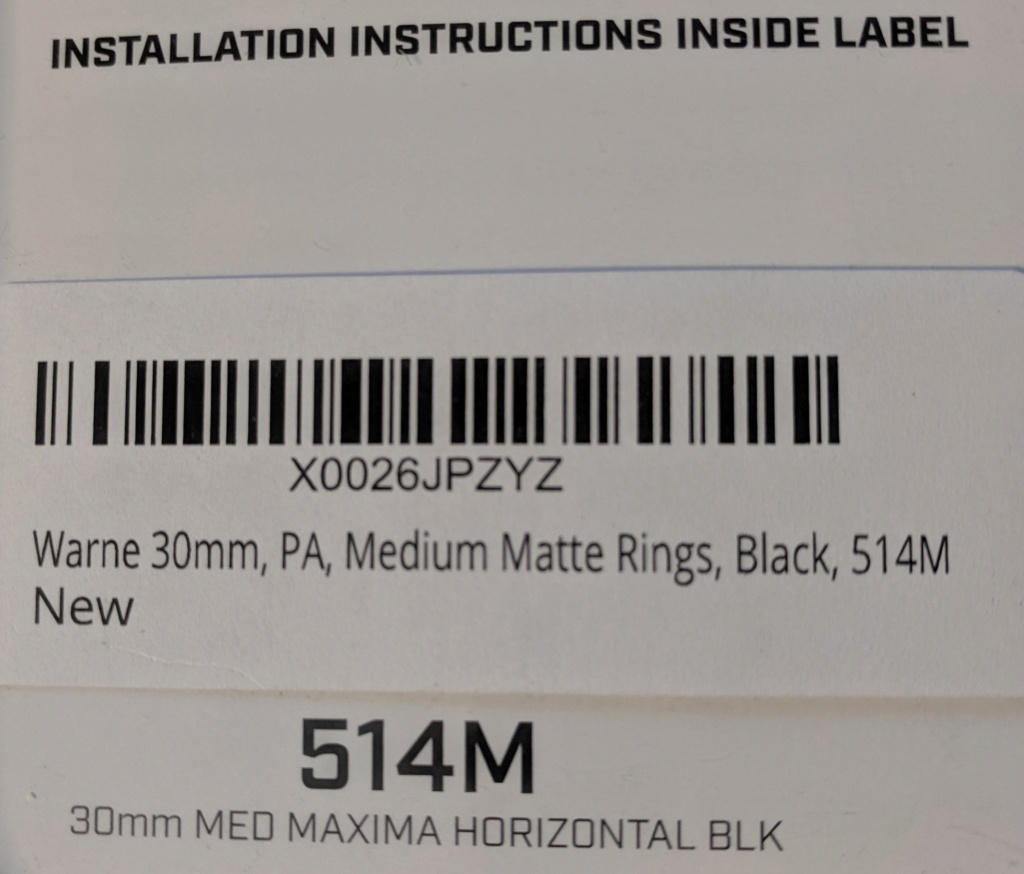 INSTALLATION INSTRUCTIONS INSIDE LABEL
X0026JPZYZ
Warne 30mm, PA, Medium Matte Rings, Black, 514M
New
514M
30mm MED MAXIMA HORIZONTAL BLK